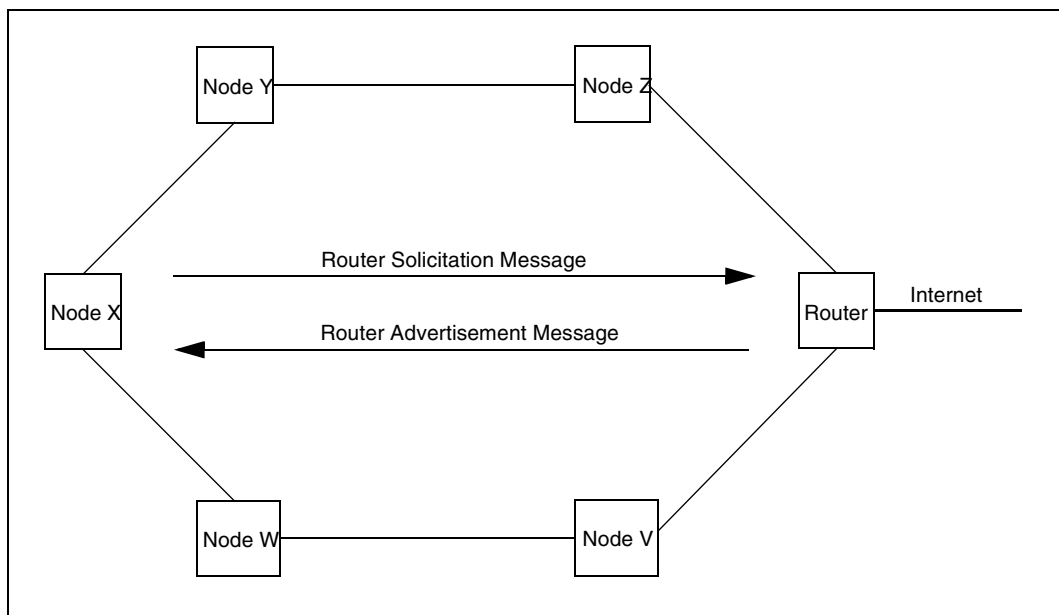 Node Y
Node Z
Router Solicitation Message
Node X
Router
Internet
Router Advertisement Message
Node W
Node V